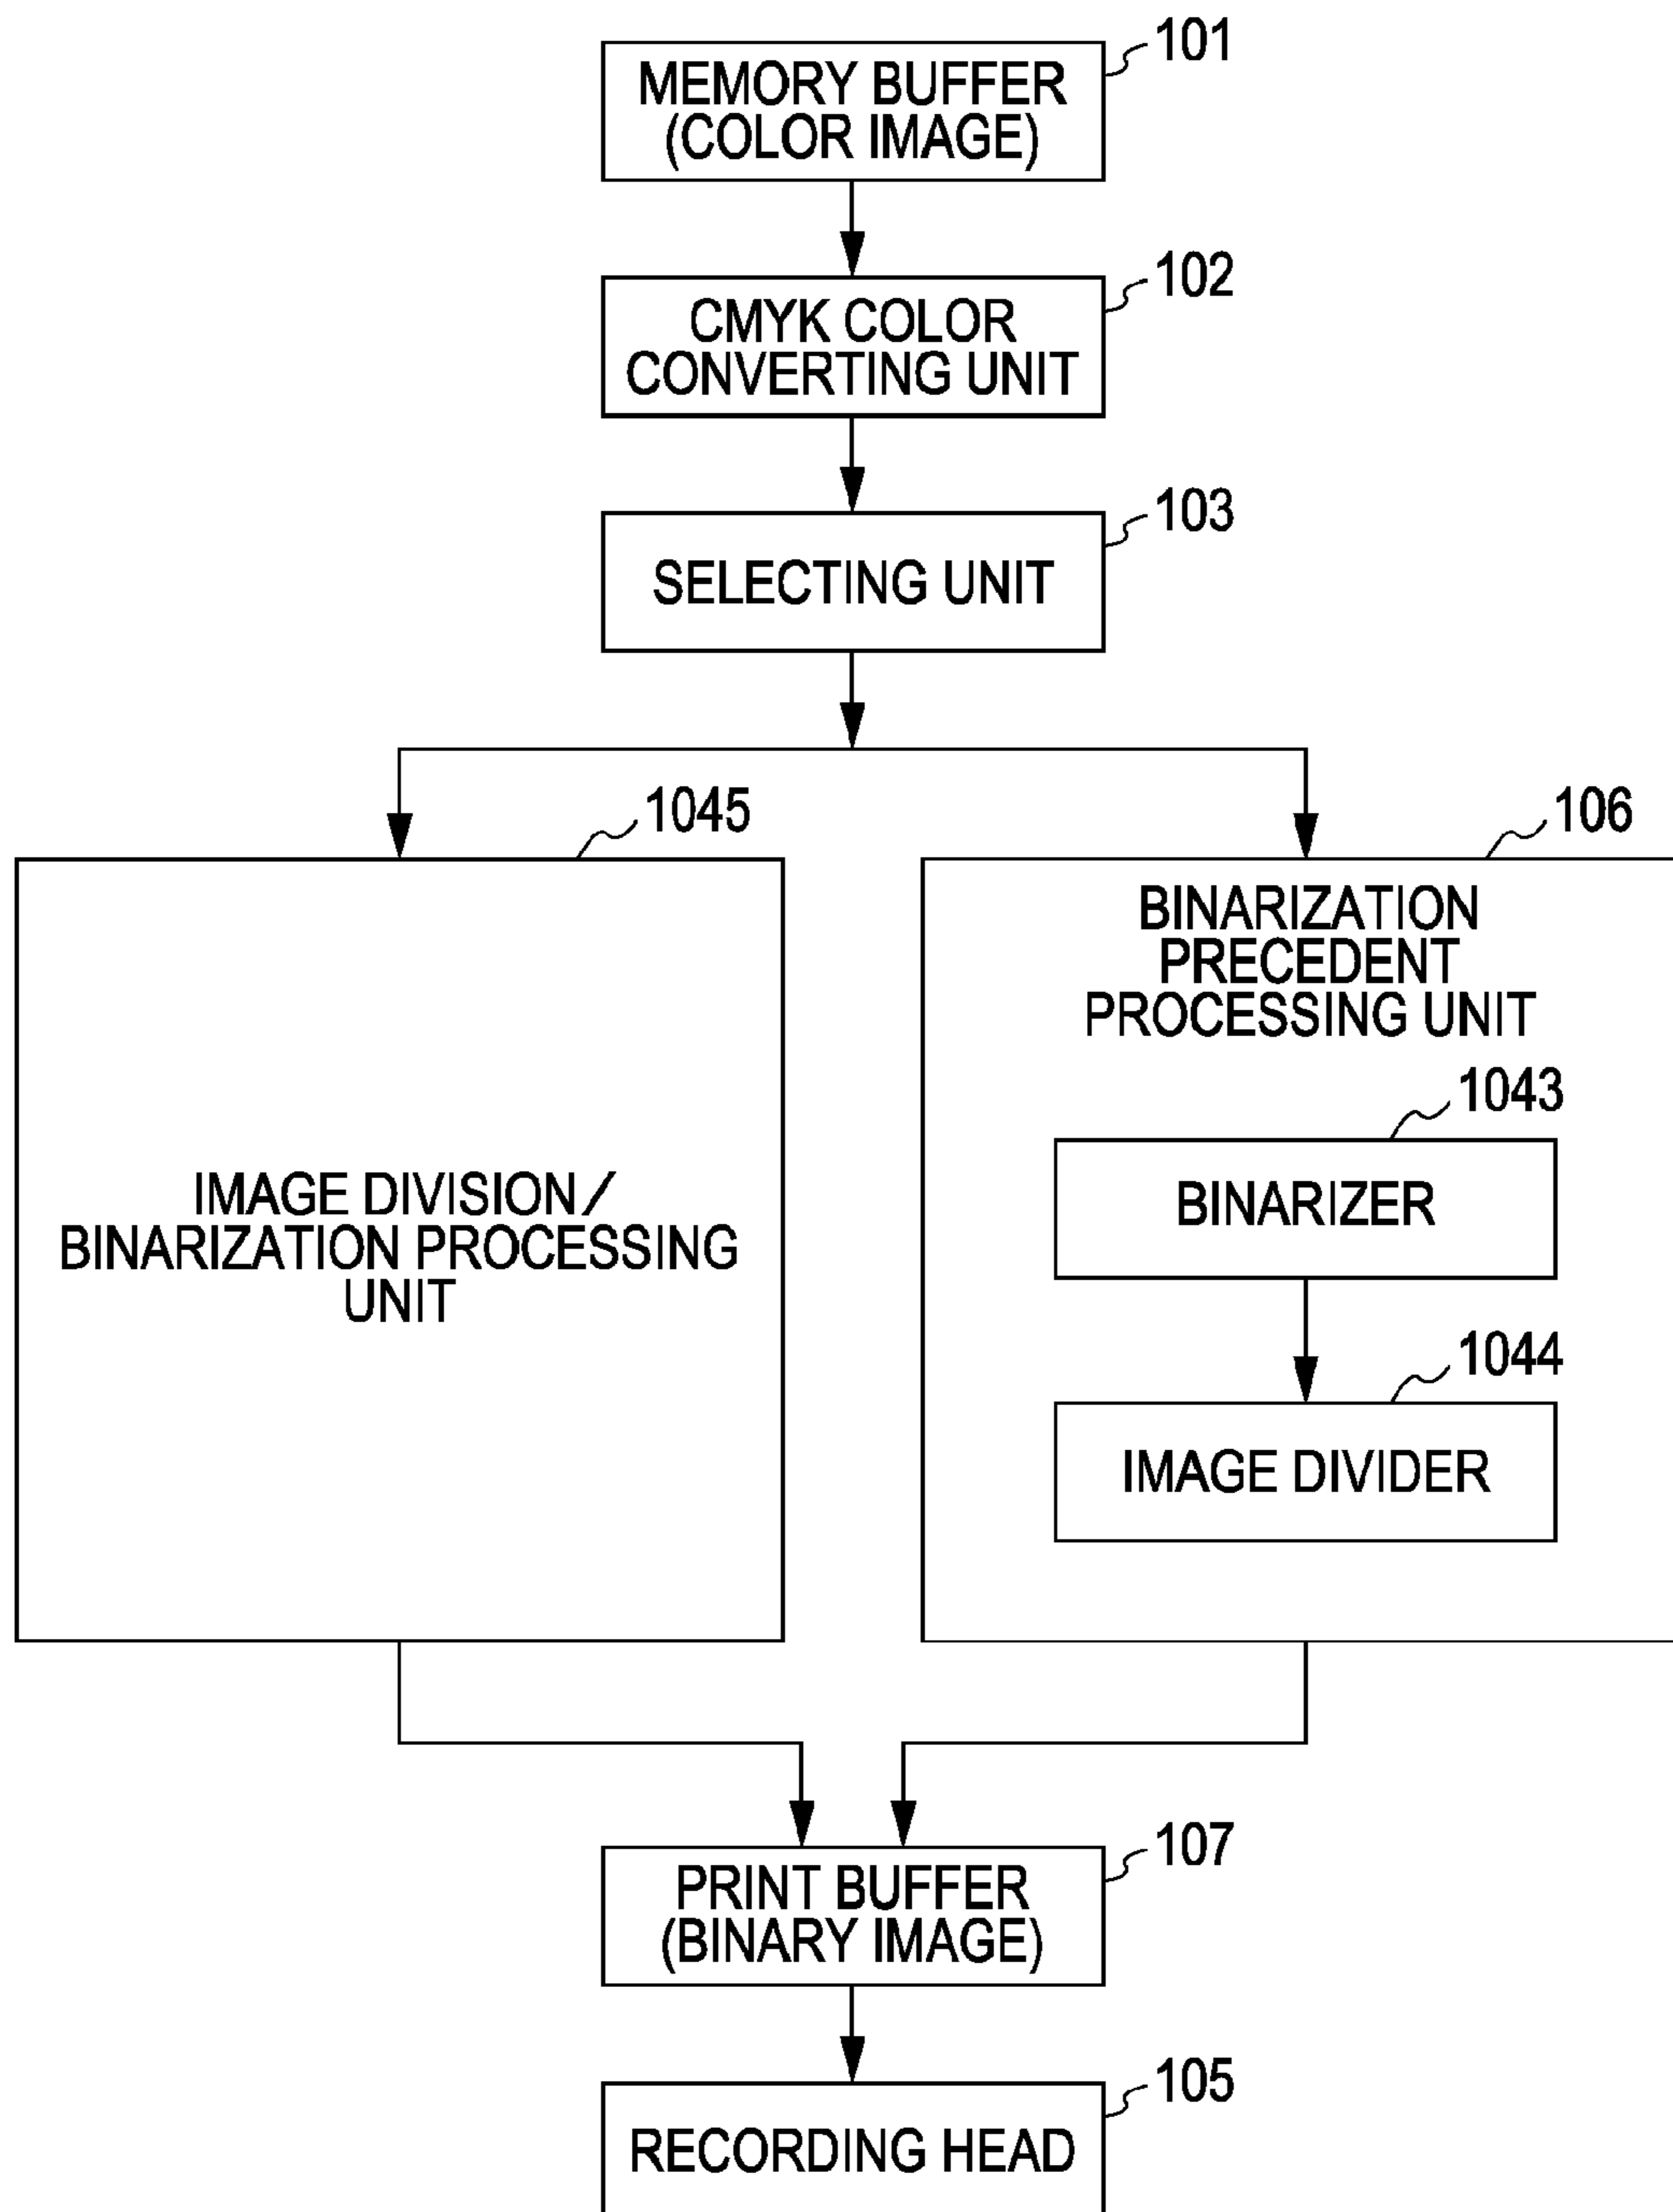 101
MEMORY BUFFER
(COLOR IMAGE)
102
CMYK COLOR
CONVERTING UNIT
103
SELECTING UNIT
1045
IMAGE DIVISION/
BINARIZATION PROCESSING
UNIT
106
BINARIZATION
PRECEDENT
PROCESSING UNIT
1043
BINARIZER
1044
IMAGE DIVIDER
107
PRINT BUFFER
(BINARY IMAGE)
105
RECORDING HEAD